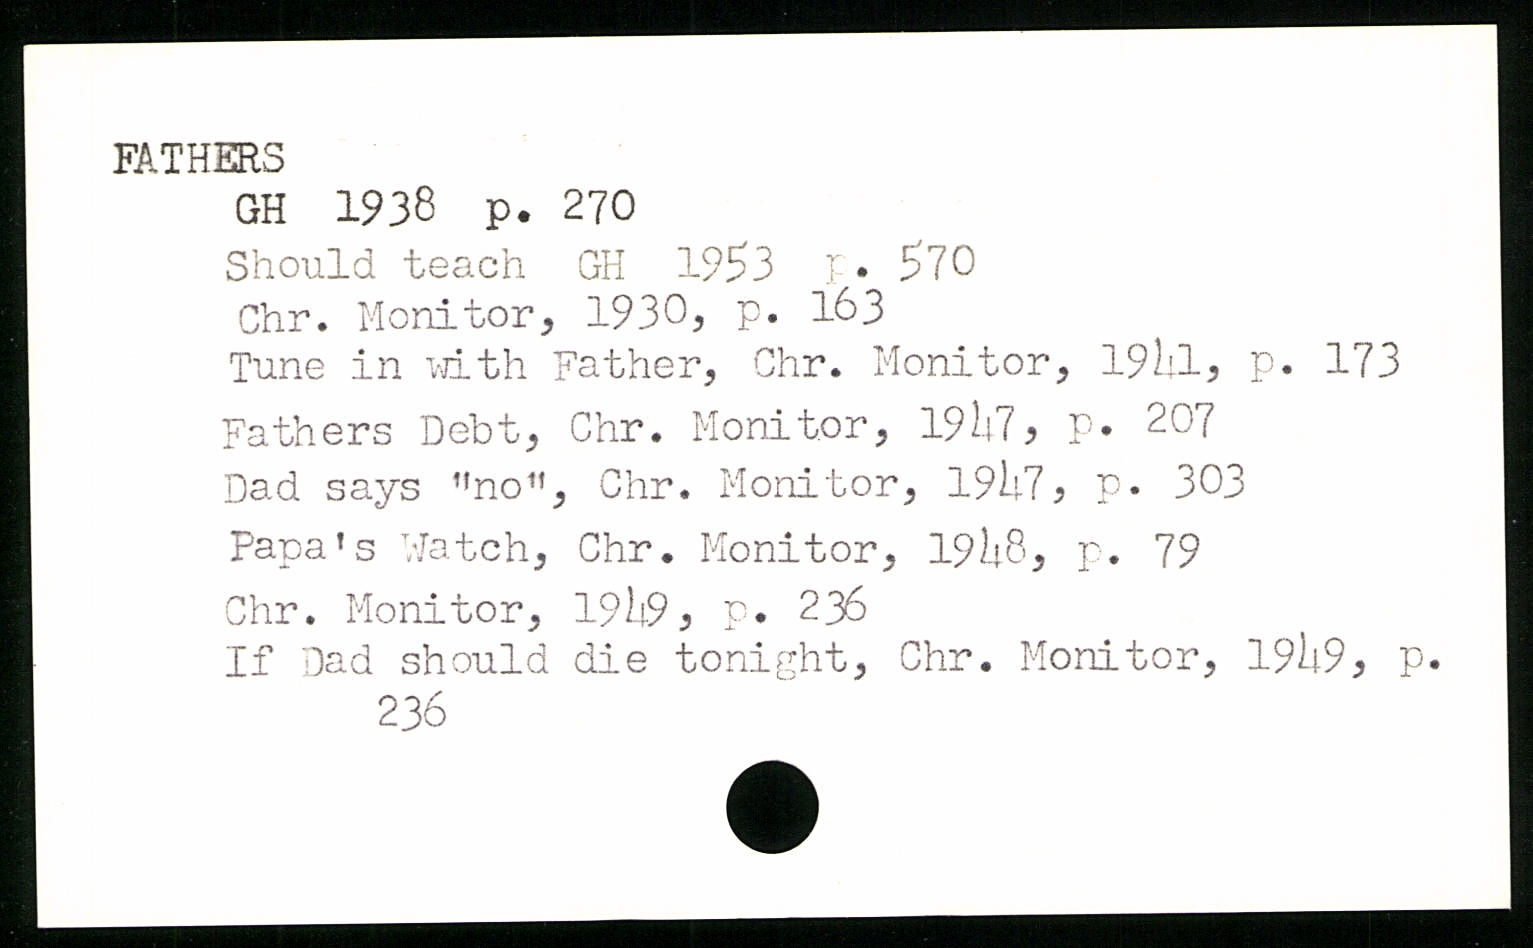 FATHERS
GH 1938 p. 270
Should teach GH 1953 p. 570
Chr. Monitor, 1930, p. 163
Tune in with Father, Chr. Monitor, 1941, p. 173
Fathers Debt, Chr. Monitor, 1947, p. 207
Dad says "no", Chr. Monitor, 1947, p. 303
Papa's Watch, Chr. Monitor, 1948, p. 79
Chr. Monitor, 1949, p. 236
If Dad should die tonight, Chr. Monitor, 1949, p.
236